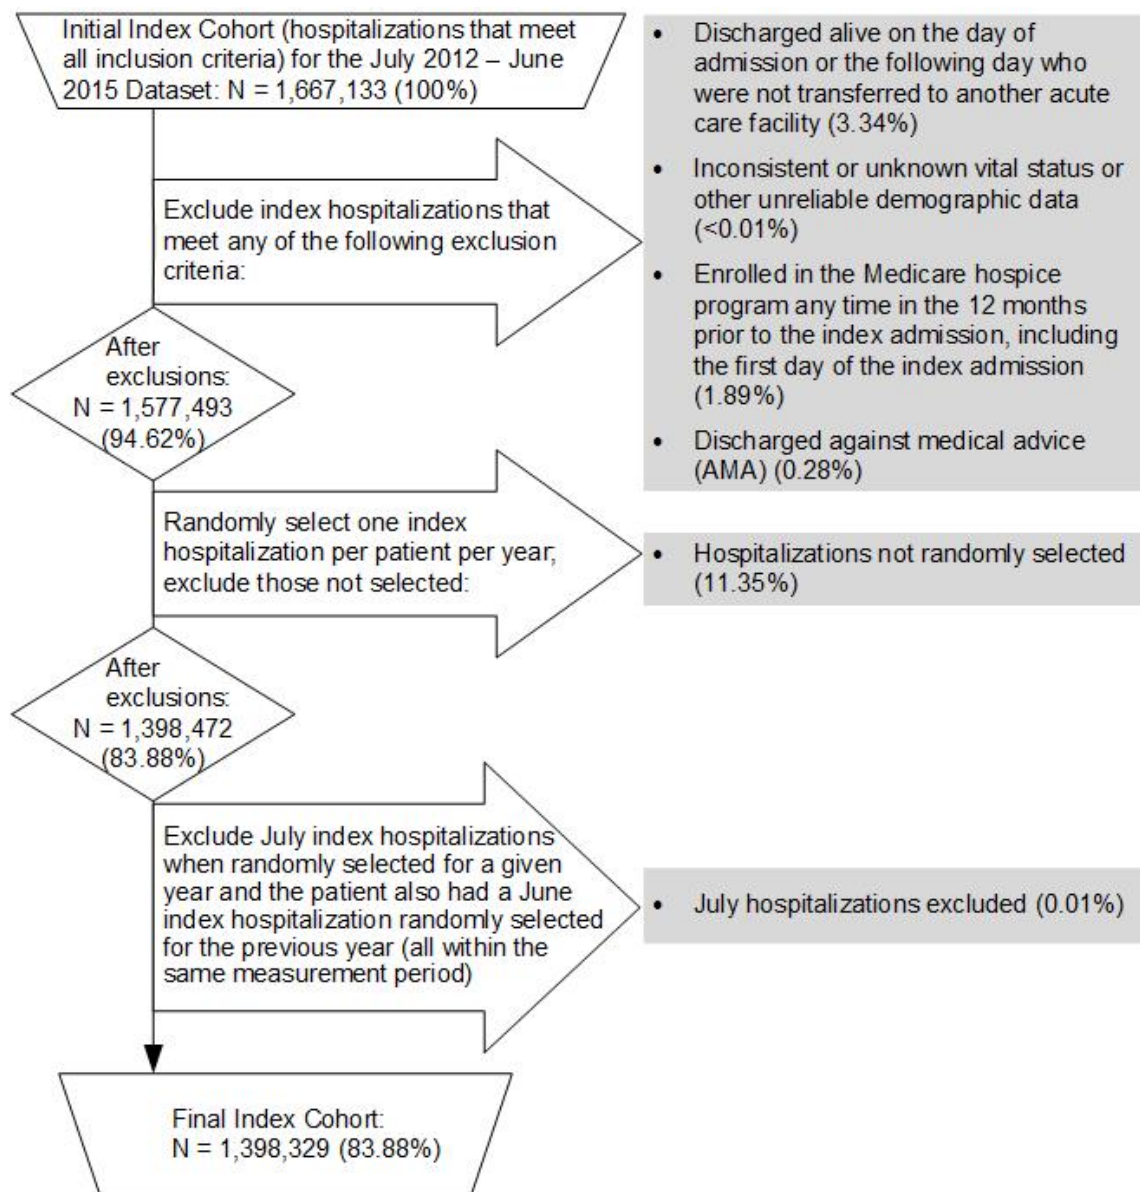 Initial Index Cohort (hospitalizations that meet
all inclusion criteria) for the July 2012 – June
2015 Dataset: N = 1,667,133 (100%)
Exclude index hospitalizations that
meet any of the following exclusion
criteria:
• Discharged alive on the day of
admission or the following day who
were not transferred to another acute
care facility (3.34%)
• Inconsistent or unknown vital status or
other unreliable demographic data
(<0.01%)
• Enrolled in the Medicare hospice
program any time in the 12 months
prior to the index admission, including
the first day of the index admission
(1.89%)
• Discharged against medical advice
(AMA) (0.28%)
After
exclusions:
N = 1,577,493
(94.62%)
Randomly select one index
hospitalization per patient per year;
exclude those not selected:
• Hospitalizations not randomly selected
(11.35%)
After
exclusions:
N = 1,398,472
(83.88%)
Exclude July index hospitalizations
when randomly selected for a given
year and the patient also had a June
index hospitalization randomly selected
for the previous year (all within the
same measurement period)
• July hospitalizations excluded (0.01%)
Final Index Cohort:
N = 1,398,329 (83.88%)